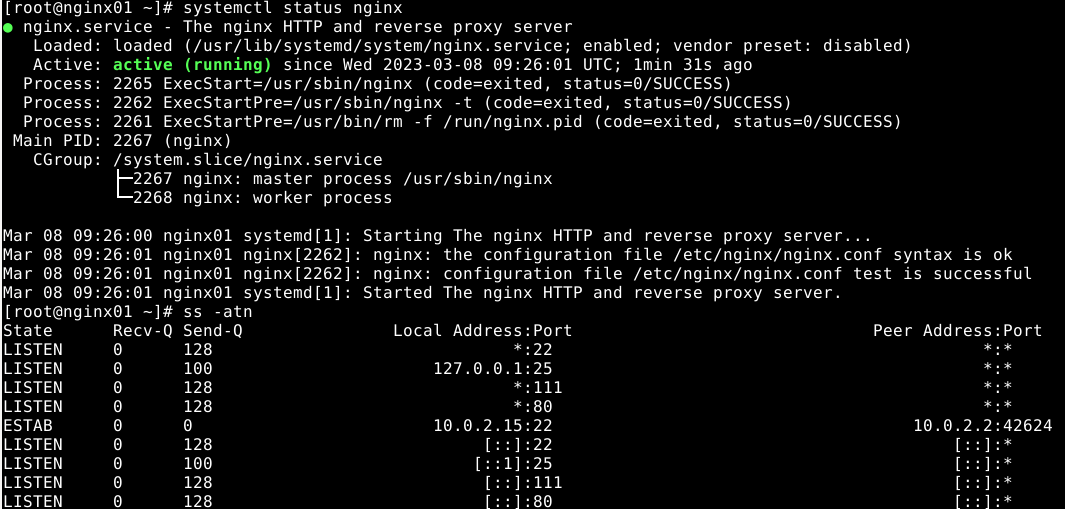 [root@nginx01 ~]# systemctl status nginx
● nginx.service - The nginx HTTP and reverse proxy server
   Loaded: loaded (/usr/lib/systemd/system/nginx.service; enabled; vendor preset: disabled)
   Active: active (running) since Wed 2023-03-08 09:26:01 UTC; 1min 31s ago
  Process: 2265 ExecStart=/usr/sbin/nginx (code=exited, status=0/SUCCESS)
  Process: 2262 ExecStartPre=/usr/sbin/nginx -t (code=exited, status=0/SUCCESS)
  Process: 2261 ExecStartPre=/usr/bin/rm -f /run/nginx.pid (code=exited, status=0/SUCCESS)
 Main PID: 2267 (nginx)
   CGroup: /system.slice/nginx.service
           ├─2267 nginx: master process /usr/sbin/nginx
           └─2268 nginx: worker process

Mar 08 09:26:00 nginx01 systemd[1]: Starting The nginx HTTP and reverse proxy server...
Mar 08 09:26:01 nginx01 nginx[2262]: nginx: the configuration file /etc/nginx/nginx.conf syntax is ok
Mar 08 09:26:01 nginx01 nginx[2262]: nginx: configuration file /etc/nginx/nginx.conf test is successful
Mar 08 09:26:01 nginx01 systemd[1]: Started The nginx HTTP and reverse proxy server.
[root@nginx01 ~]# ss -atn
State      Recv-Q Send-Q               Local Address:Port                              Peer Address:Port
LISTEN     0      128                              *:22                                           *:*
LISTEN     0      100                      127.0.0.1:25                                           *:*
LISTEN     0      128                              *:111                                          *:*
LISTEN     0      128                              *:80                                           *:*
ESTAB      0      0                        10.0.2.15:22                                    10.0.2.2:42624
LISTEN     0      128                           [::]:22                                        [::]:*
LISTEN     0      100                          [::1]:25                                        [::]:*
LISTEN     0      128                           [::]:111                                       [::]:*
LISTEN     0      128                           [::]:80                                        [::]:*